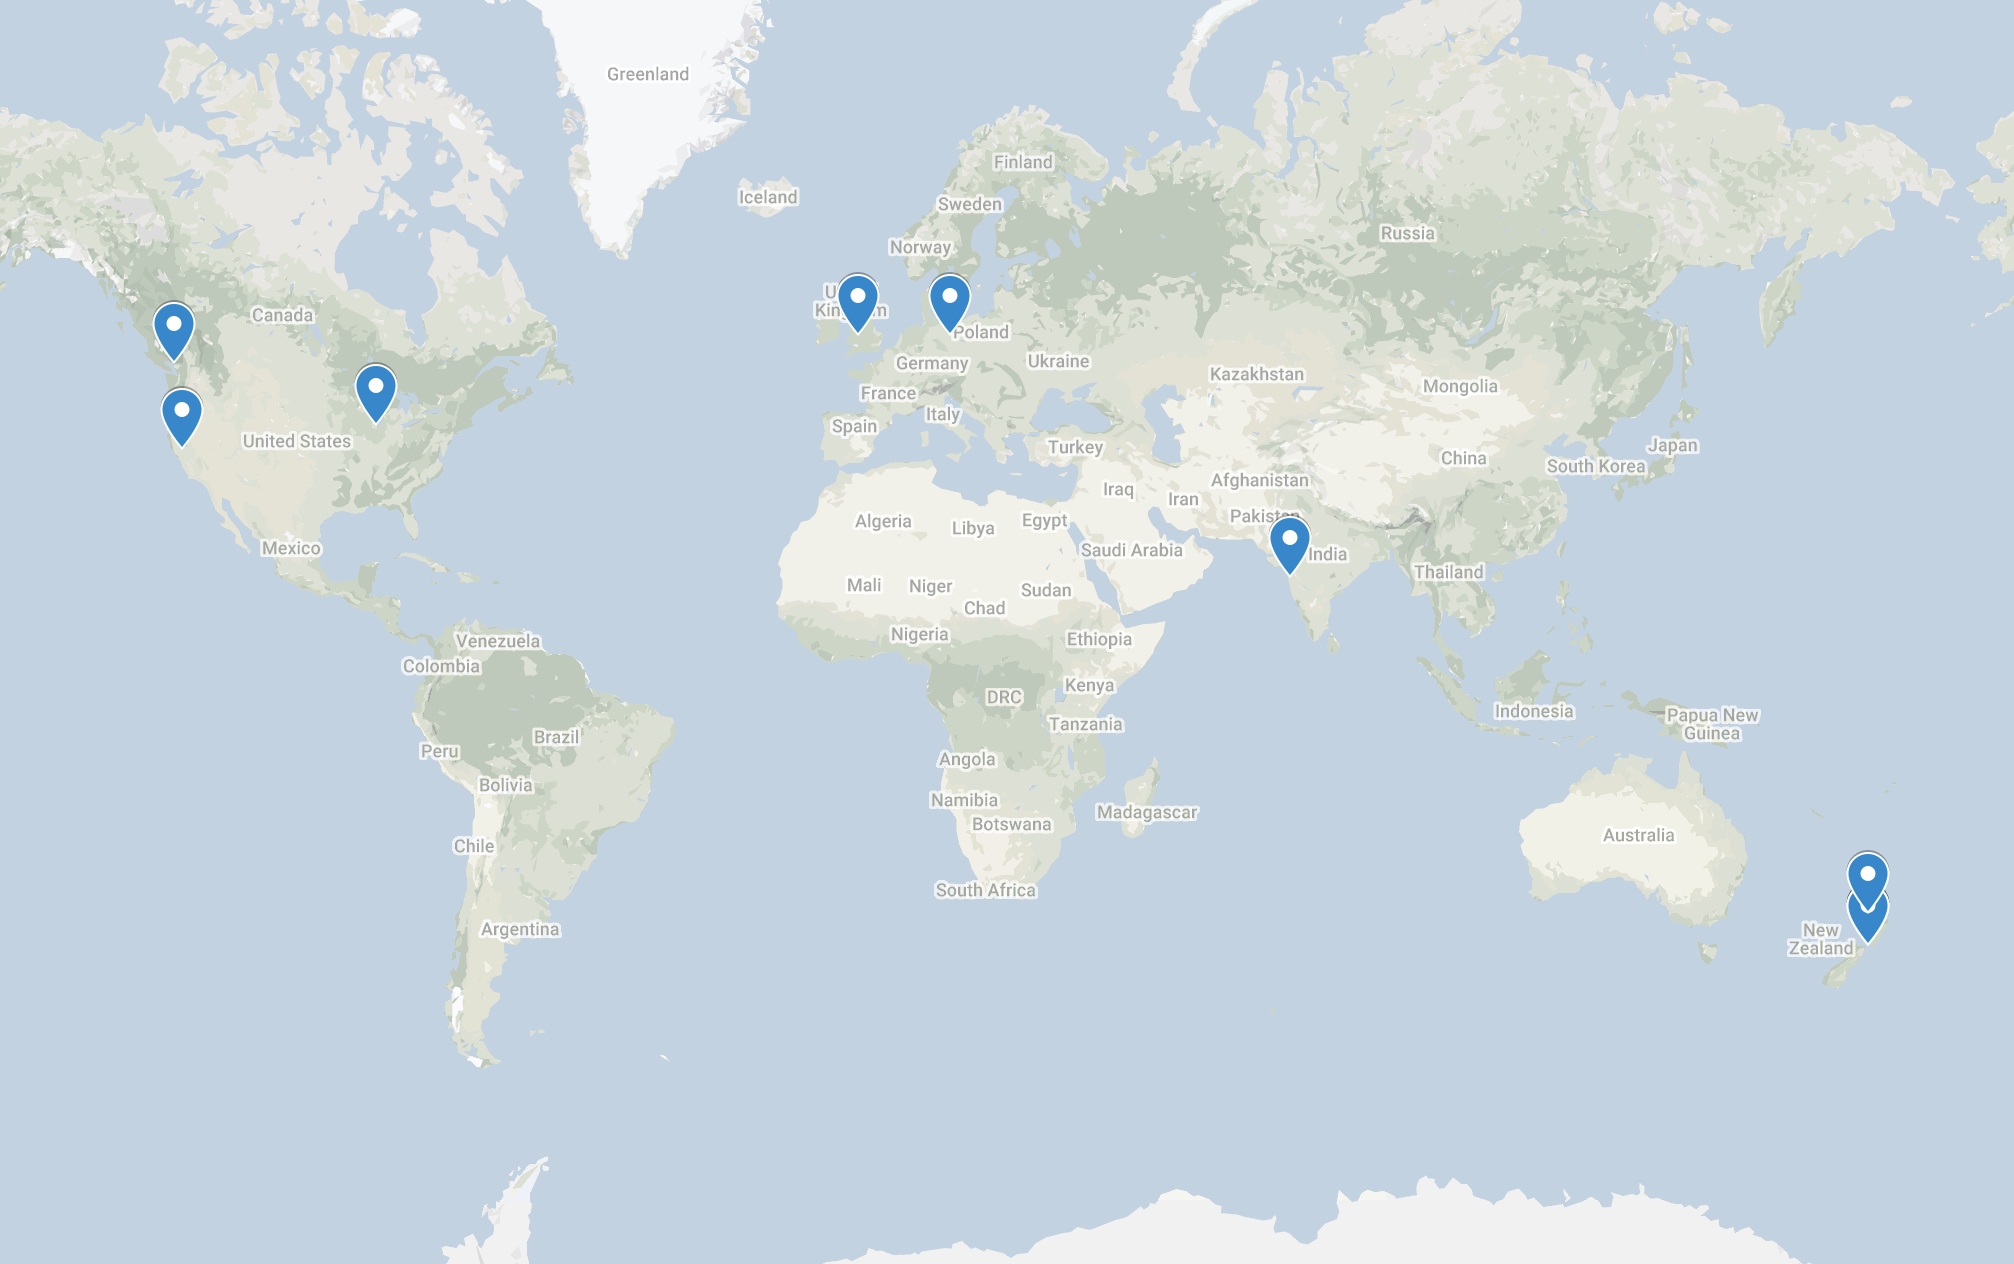 Greenland
Iceland
Finland
Sweden
Norway
Russia
Canada
U
King
m
Poland
Germany
Ukraine
France
Kazakhstan
Mongolia
Italy
Spain
United States
Turkey
Japan
China
South Korea
Afghanistan
Iraq
Iran
Pakistan
Algeria
Libya
Egypt
Mexico
Saudi Arabia
India
Thailand
Mali
Niger
Sudan
Chad
Nigeria
Ethiopia
Venezuela
Colombia
Kenya
DRC
Indonesia
Papua New
Guinea
Tanzania
Brazil
Peru
Angola
Bolivia
Namibia
Madagascar
Botswana
Australia
Chile
South Africa
Argentina
New
Zealand